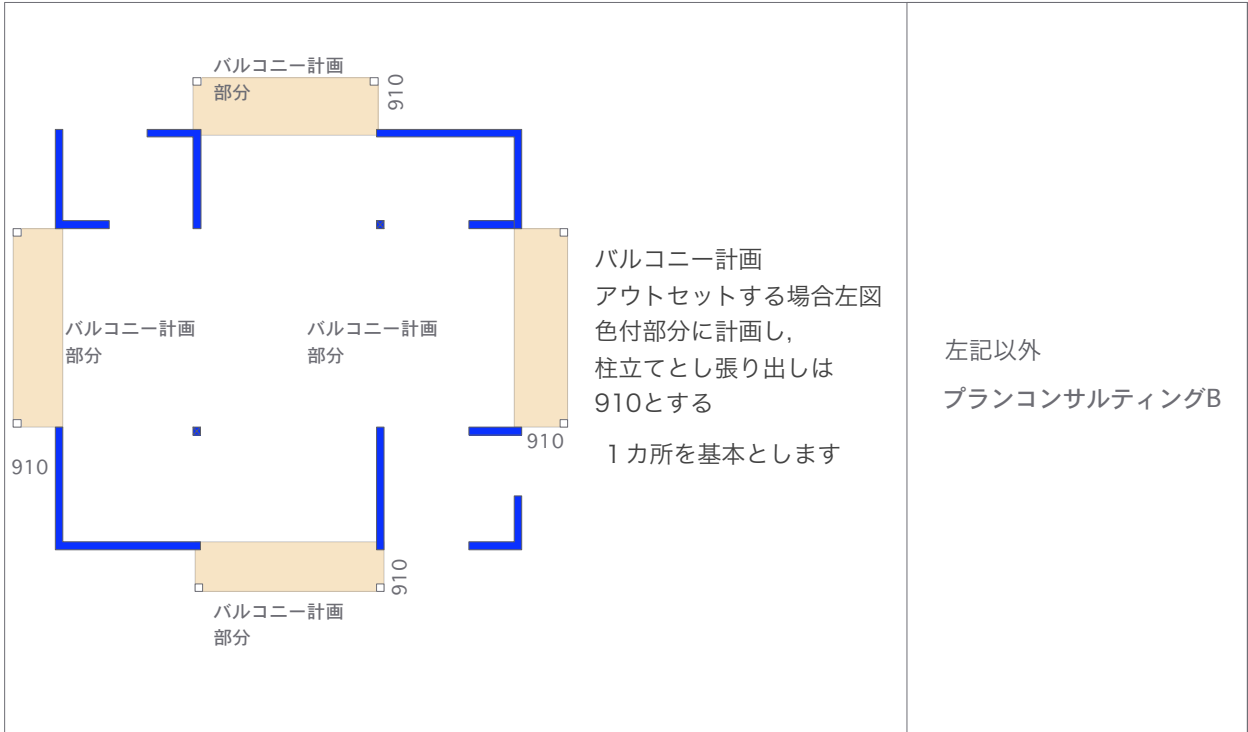 バルコニー計画
部分
910
バルコニー計画
部分
バルコニー計画
部分
910
910
バルコニー計画
部分
910
バルコニー計画
アウトセットする場合左図
色付部分に計画し,
柱立てとし張り出しは
910とする
１カ所を基本とします
左記以外
プランコンサルティングB